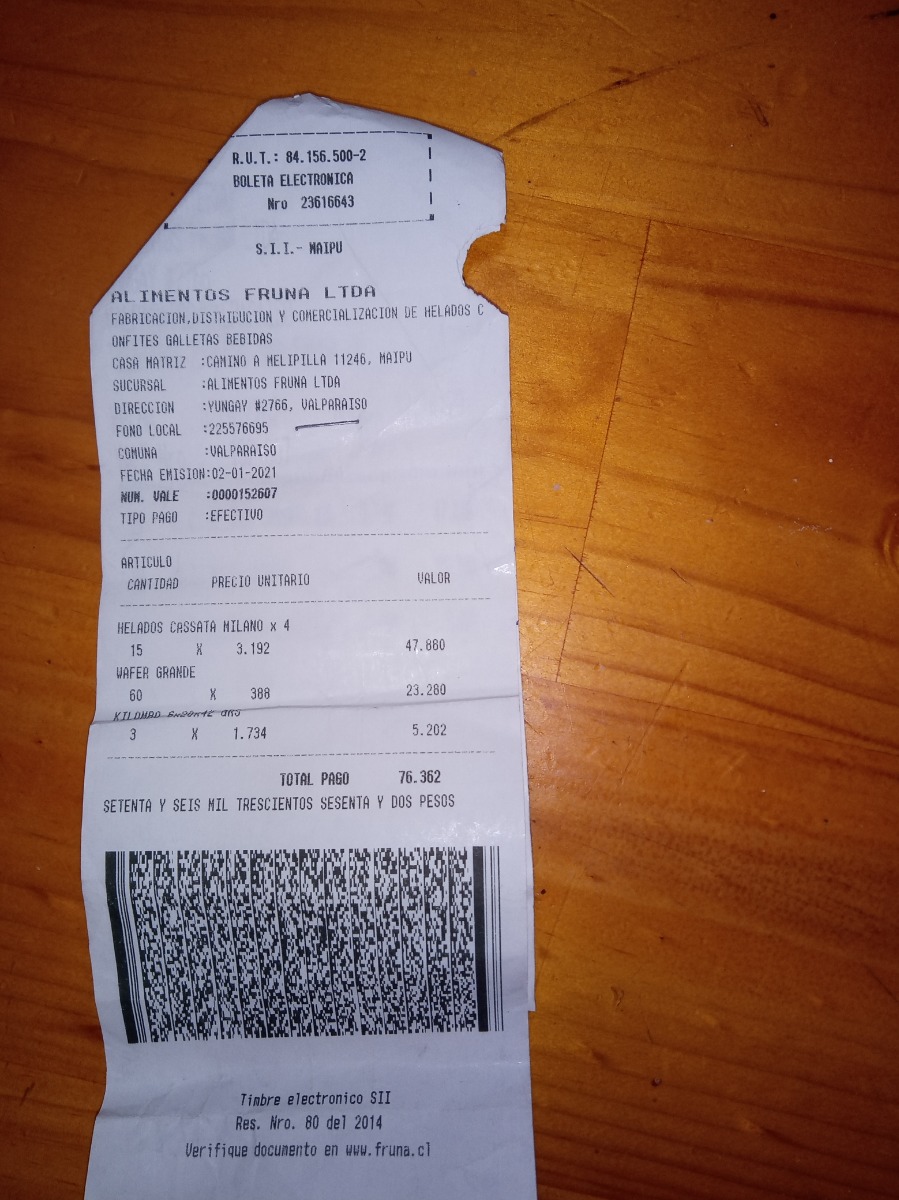 R.U.T.: 84.156.500-2
BOLETA ELECTRONICA
Nro 23616643
S.I.I.- MAIPU
ALIMENTOS FRUNA LTDA
FABRICACION,DISTRIBUCION Y COMERCIALIZACION DE HELADOS C
ONFITES GALLETAS BEBIDAS
CASA MATRIZ :CAMINO A MELIPILLA 11246, MAIPU
SUCURSAL :ALIMENTOS FRUNA LTDA
DIRECCION :YUNGAY #2766, VALPARAISO
FONO LOCAL :225576695
COMUNA :VALPARAISO
FECHA EMISION:02-01-2021
NUM. VALE :0000152607
TIPO PAGO :EFECTIVO
ARTICULO
CANTIDAD PRECIO UNITARIO VALOR
HELADOS CASSATA MILANO x 4
15 X 3.192 47.880
WAFER GRANDE
60 X 388 23.280
KILOMBO
3 X 1.734 5.202
TOTAL PAGO 76.362
SETENTA Y SEIS MIL TRESCIENTOS SESENTA Y DOS PESOS
Timbre electronico SII
Res. Nro. 80 del 2014
Verifique documento en www.fruna.cl